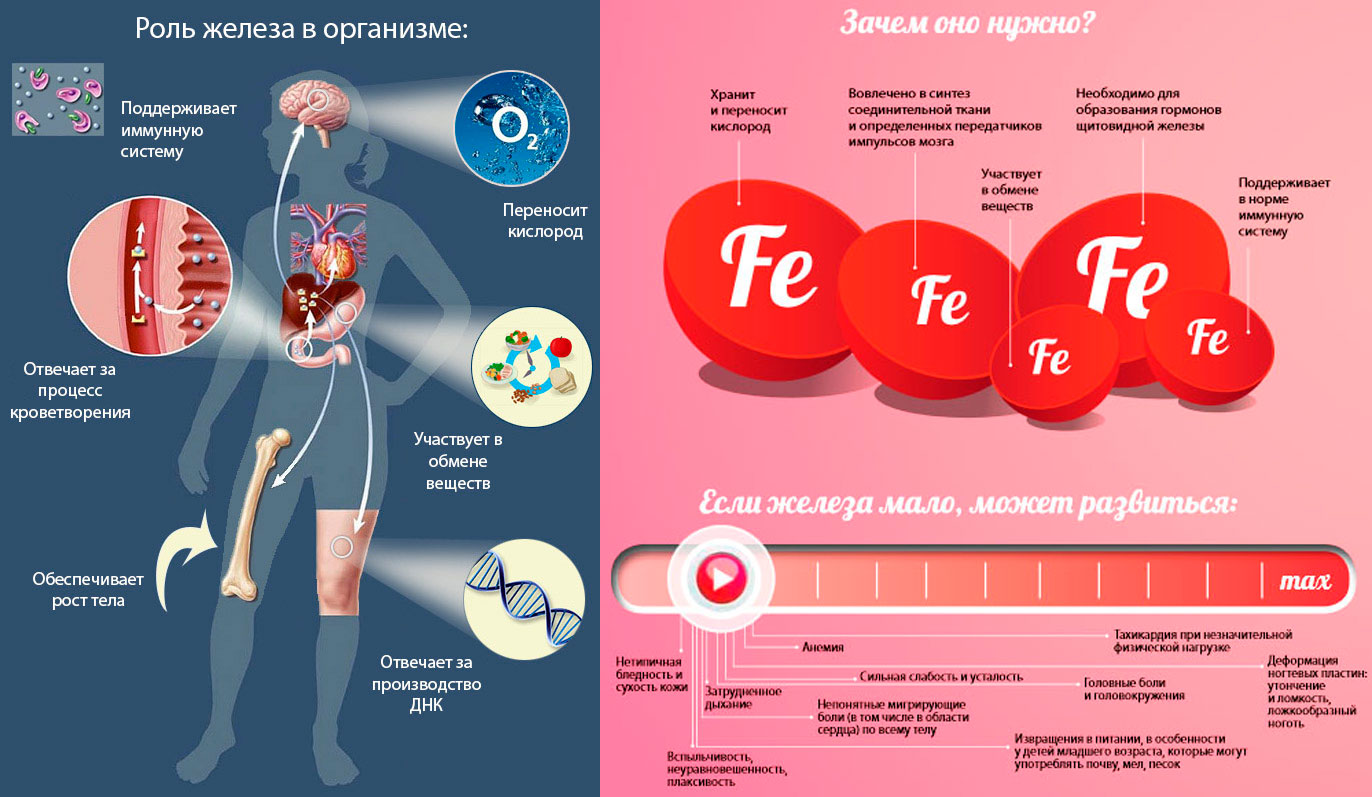 Роль железа в организме:
Поддерживает
иммунную
систему
O2
Переносит
кислород
Отвечает за
процесс
кроветворения
Участвует в
обмене
веществ
Обеспечивает
рост тела
Отвечает за
производство
ДНК
Зачем оно нужно?
Хранит
и переносит
кислород
Вовлечено в синтез
соединительной ткани
и определенных передатчиков
импульсов мозга
Необходимо для
образования гормонов
щитовидной железы
Участвует
в обмене
веществ
Поддерживает
в норме
иммунную
систему
Fe
Fe
Fe
Fe
Fe
Если железа мало, может развиться:
max
Нетипичная
бледность и
сухость кожи
Затрудненное
дыхание
Вспыльчивость,
неуравновешенность,
плаксивость
Анемия
Сильная слабость и усталость
Непонятные мигрирующие
боли (в том числе в области
сердца) по всему телу
Тахикардия при незначительной
физической нагрузке
Головные боли
и головокружения
Извращения в питании, в особенности
у детей младшего возраста, которые могут
употреблять почву, мел, песок
Деформация
ногтевых пластин:
утончение
и ломкость,
ложкообразный
ноготь